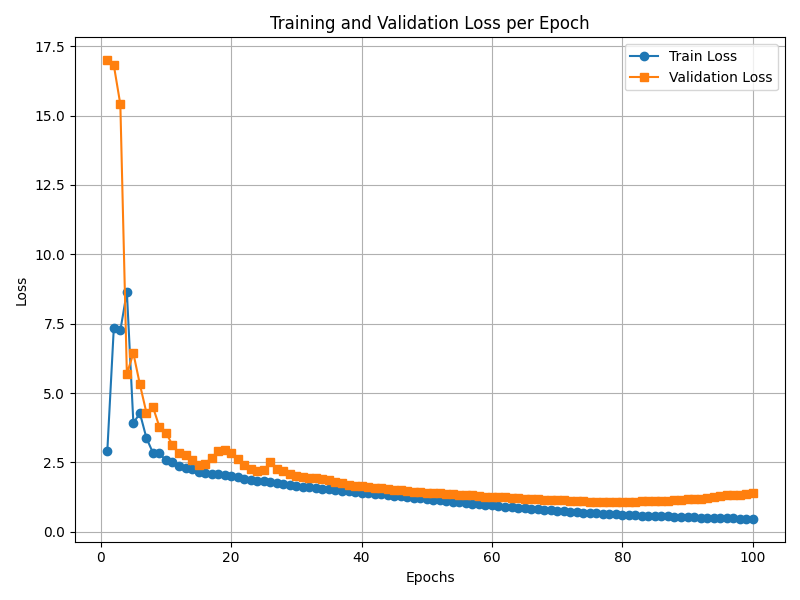 Training and Validation Loss per Epoch
Train Loss
Validation Loss
17.5
15.0
12.5
10.0
7.5
5.0
2.5
0.0
Loss
0 20 40 60 80 100
Epochs